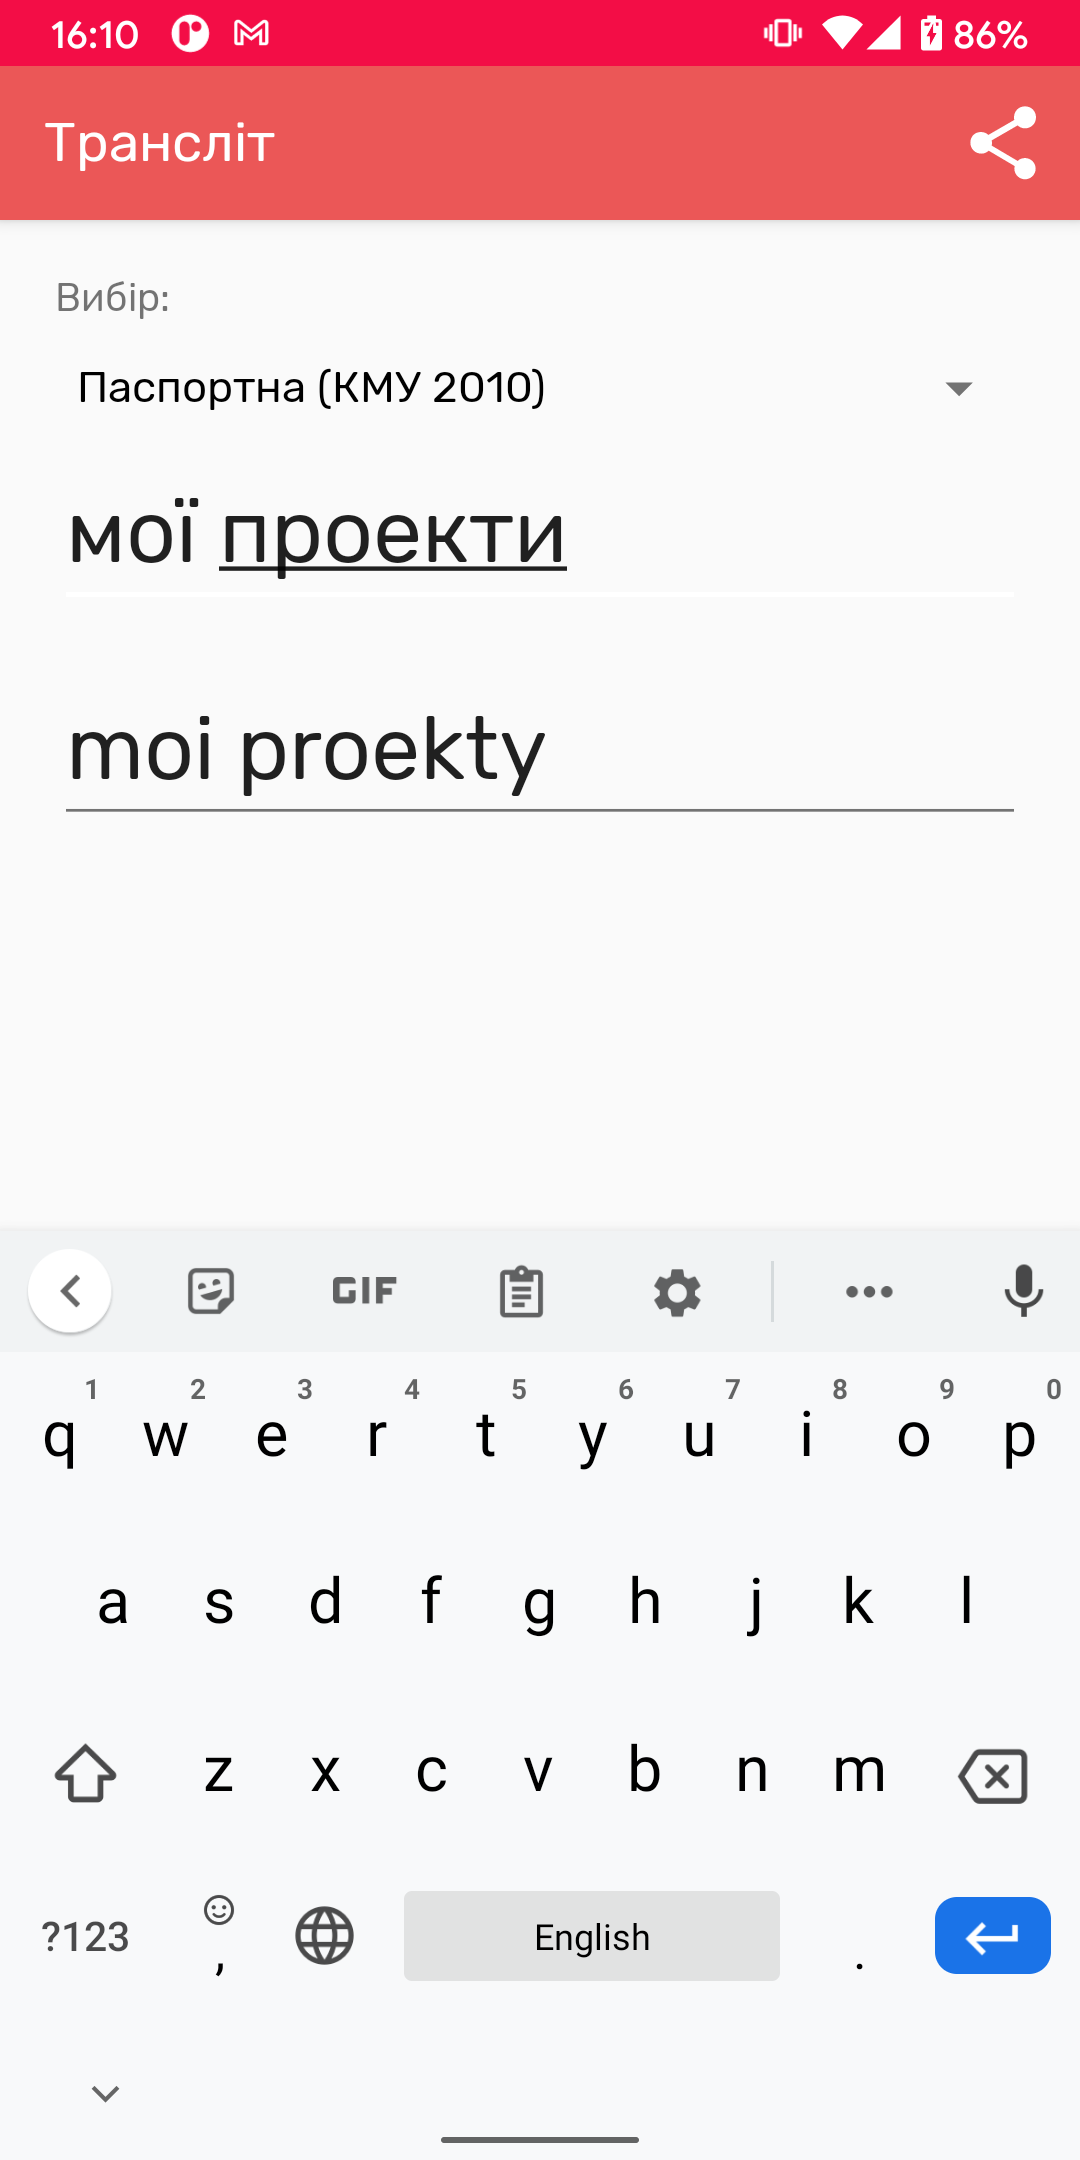 16:10
86%
Трансліт
Вибір:
Паспортна (КМУ 2010)
мої проекти
moi proekty
GIF
1 2 3 4 5 6 7 8 9 0
q w e r t y u i o p
a s d f g h j k l
z x c v b n m
?123 , English .